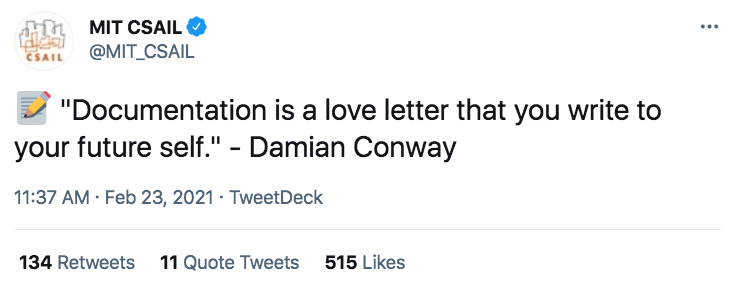 MIT CSAIL
@MIT_CSAIL
CSAIL
📝 "Documentation is a love letter that you write to
your future self." - Damian Conway
11:37 AM · Feb 23, 2021 · TweetDeck
134 Retweets 11 Quote Tweets 515 Likes